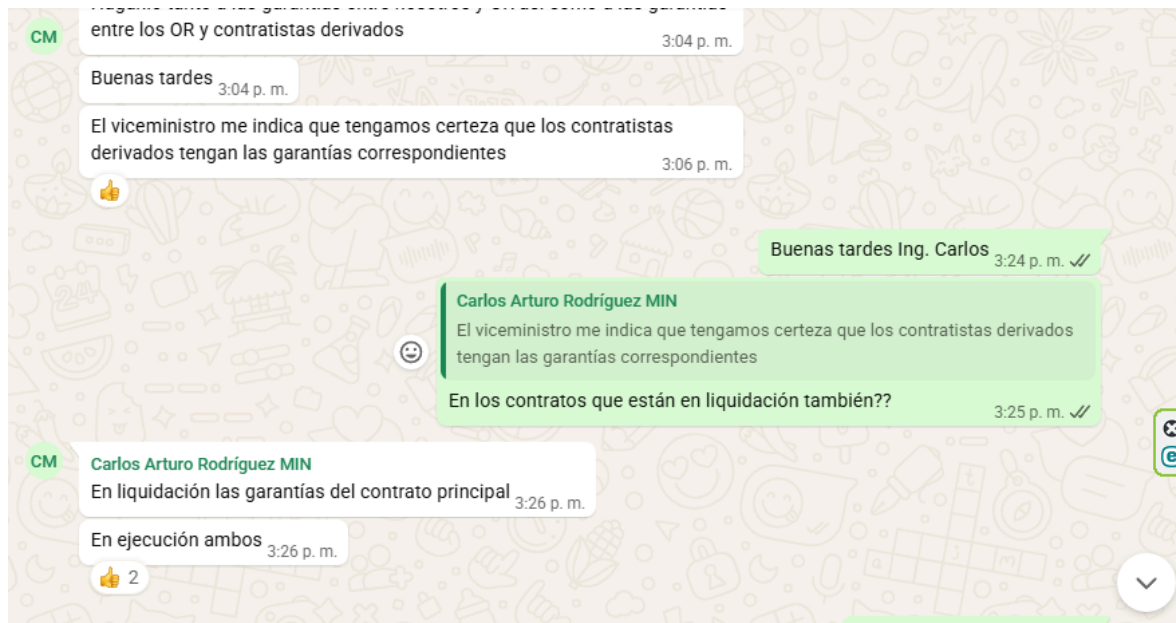 entre los OR y contratistas derivados
3:04 p. m.
CM
Buenas tardes 3:04 p. m.
El viceministro me indica que tengamos certeza que los contratistas
derivados tengan las garantías correspondientes
3:06 p. m.
Buenas tardes Ing. Carlos 3:24 p. m.
Carlos Arturo Rodríguez MIN
El viceministro me indica que tengamos certeza que los contratistas derivados
tengan las garantías correspondientes
En los contratos que están en liquidación también??
3:25 p. m.
CM
Carlos Arturo Rodríguez MIN
En liquidación las garantías del contrato principal 3:26 p. m.
En ejecución ambos 3:26 p. m.
2